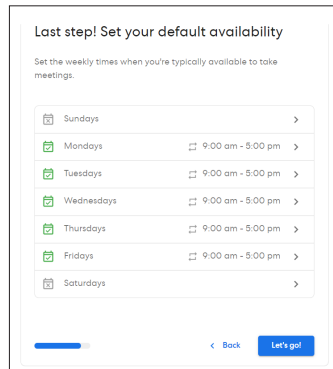 Last step! Set your default availability
Set the weekly times when you're typically available to take
meetings.
Sundays
Mondays 9:00 am - 5:00 pm
Tuesdays 9:00 am - 5:00 pm
Wednesdays 9:00 am - 5:00 pm
Thursdays 9:00 am - 5:00 pm
Fridays 9:00 am - 5:00 pm
Saturdays
Back Let's go!